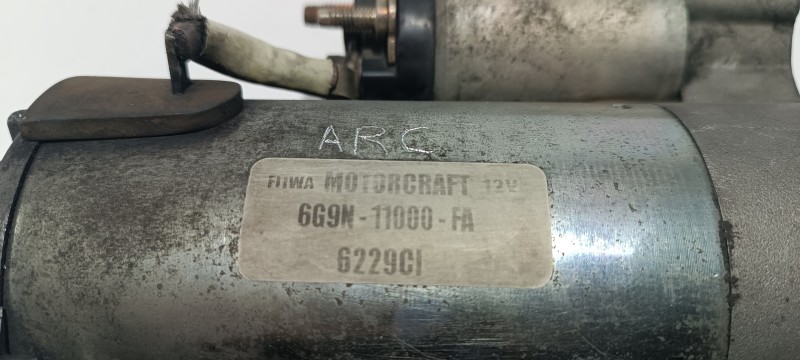 ARC
MOTORCRAFT 12V
6G9N-11000-FA
6229CI